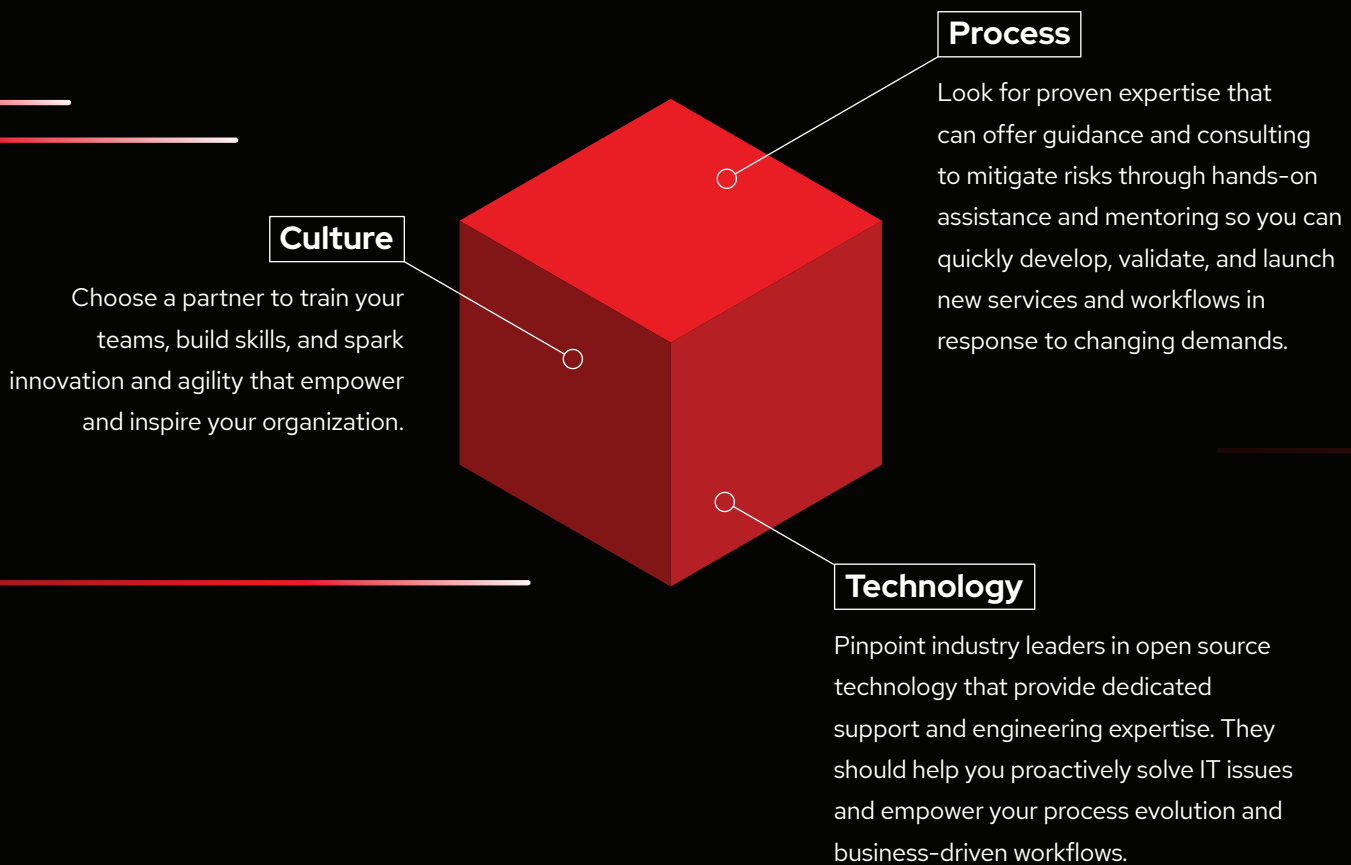 Process
Look for proven expertise that
can offer guidance and consulting
to mitigate risks through hands-on
assistance and mentoring so you can
quickly develop, validate, and launch
new services and workflows in
response to changing demands.
Culture
Choose a partner to train your
teams, build skills, and spark
innovation and agility that empower
and inspire your organization.
Technology
Pinpoint industry leaders in open source
technology that provide dedicated
support and engineering expertise. They
should help you proactively solve IT issues
and empower your process evolution and
business-driven workflows.